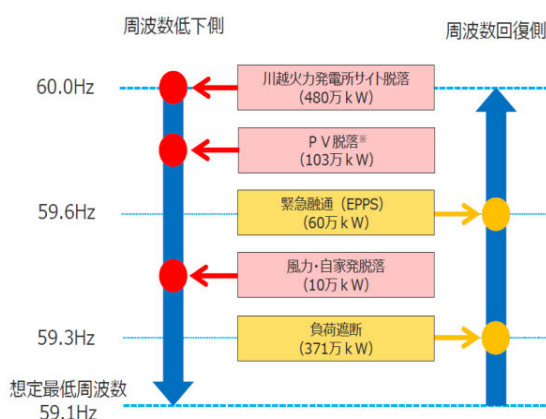 周波数低下側
周波数回復側
60.0Hz
川越火力発電所サイト脱落
(480万kW)
PV脱落※
(103万kW)
緊急融通（EPPS）
(60万kW)
59.6Hz
風力・自家発脱落
(10万kW)
負荷遮断
(371万kW)
59.3Hz
想定最低周波数
59.1Hz